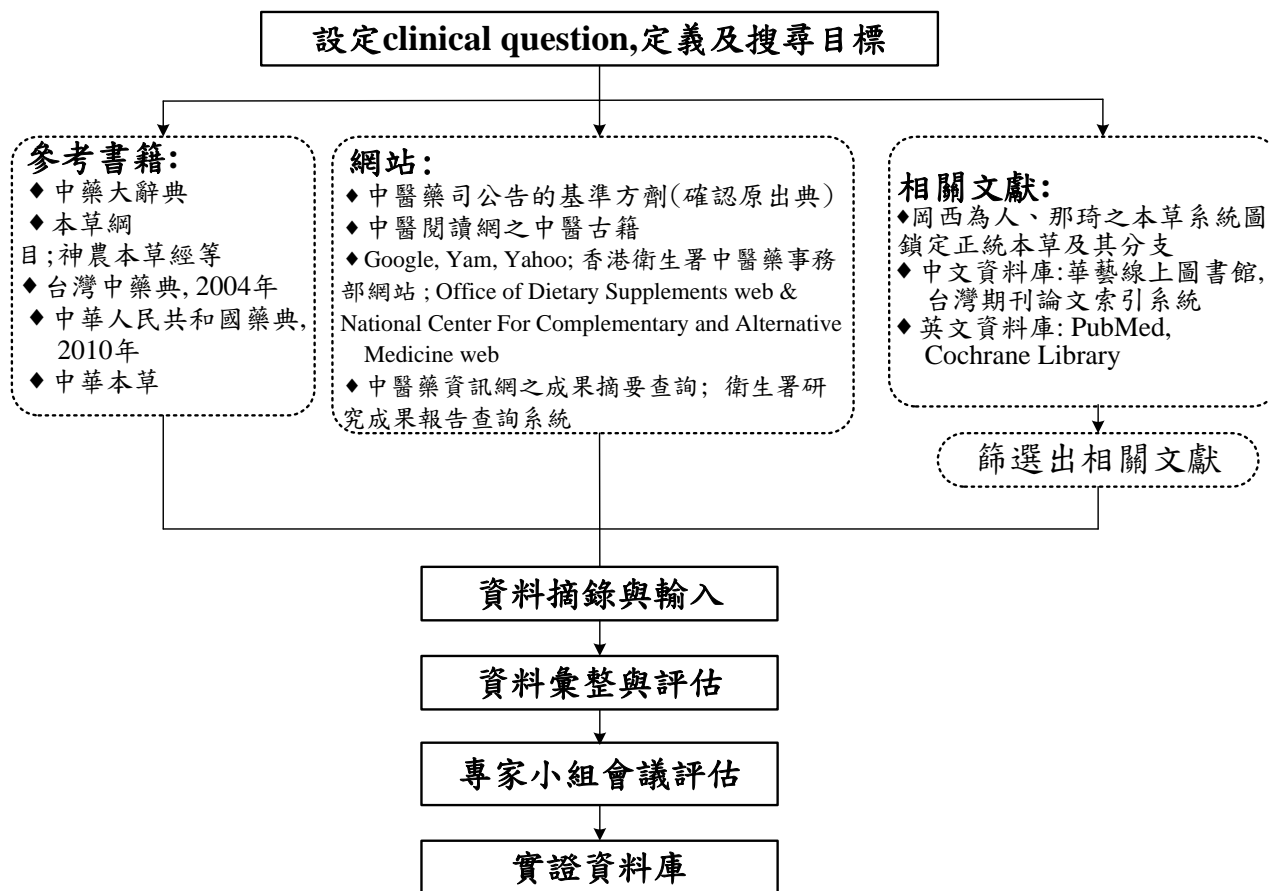 設定clinical question,定義及搜尋目標
參考書籍:
◆ 中藥大辭典
◆ 本草綱
目;神農本草經等
◆ 台灣中藥典, 2004年
◆ 中華人民共和國藥典,
2010年
◆ 中華本草
網站:
◆ 中醫藥司公告的基準方劑(確認原出典)
◆ 中醫閱讀網之中醫古籍
◆ Google, Yam, Yahoo; 香港衛生署中醫藥事務
部網站 ; Office of Dietary Supplements web &
National Center For Complementary and Alternative
Medicine web
◆ 中醫藥資訊網之成果摘要查詢; 衛生署研
究成果報告查詢系統
相關文獻:
◆岡西為人、那琦之本草系統圖
鎖定正統本草及其分支
◆ 中文資料庫:華藝線上圖書館,
台灣期刊論文索引系統
◆ 英文資料庫: PubMed,
Cochrane Library
篩選出相關文獻
資料摘錄與輸入
資料彙整與評估
專家小組會議評估
實證資料庫